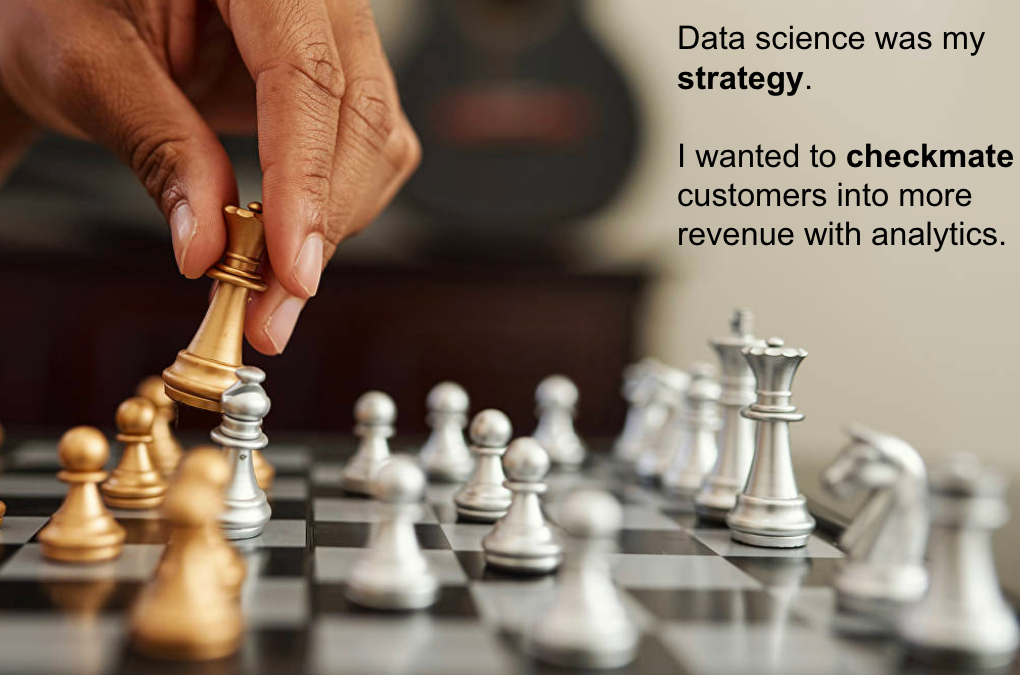 Data science was my
strategy.
I wanted to checkmate
customers into more
revenue with analytics.